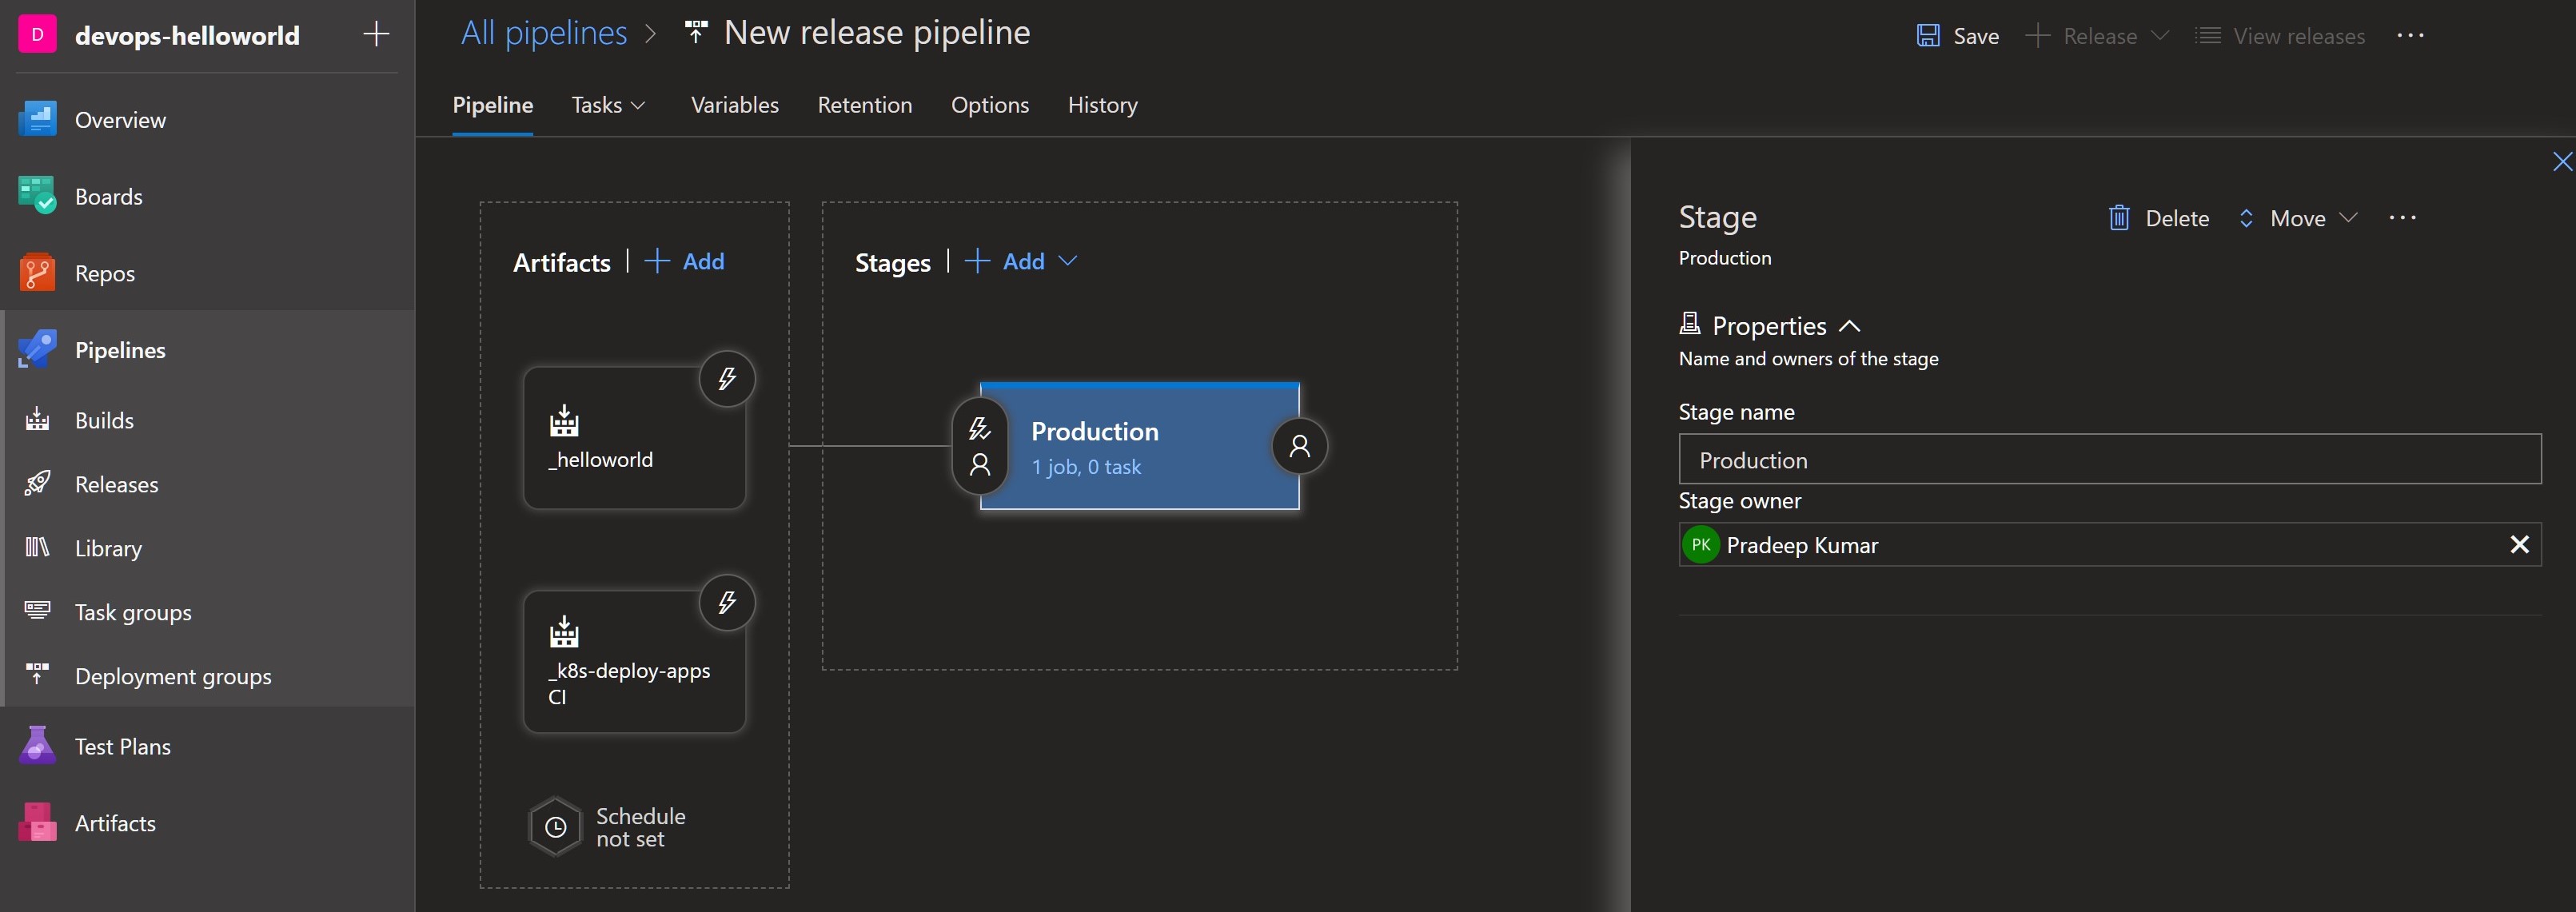 D devops-helloworld
Overview
Boards
Repos
Pipelines
Builds
Releases
Library
Task groups
Deployment groups
Test Plans
Artifacts
All pipelines > New release pipeline
Save Release View releases ...
Pipeline Tasks Variables Retention Options History
Artifacts | + Add
_helloworld
_k8s-deploy-apps
CI
Schedule
not set
Stages | + Add
Production
1 job, 0 task
Stage
Delete Move ...
Production
Properties
Name and owners of the stage
Stage name
Production
Stage owner
PK Pradeep Kumar